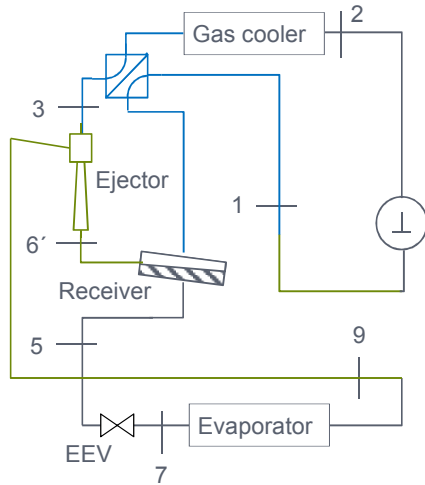 2
Gas cooler
3
Ejector
1
6´
Receiver
5
9
Evaporator
EEV
7